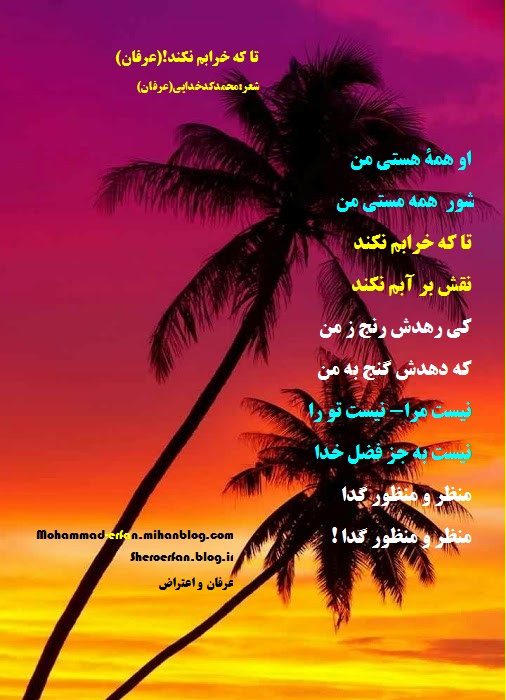 تا که خرابم نکند!(عرفان)
شعر:محمدکدخدایی(عرفان)
او همهٔ هستی من
شور همه مستی من
تا که خرابم نکند
نقش بر آبم نکند
کی رهدش رنج ز من
که دهدش گنج به من
نیست مرا- نیست تو را
نیست به جز فضل خدا
منظر و منظور گدا
منظر و منظور گدا !
Mohammaderfan.mihanblog.com
Sheroerfan.blog.ir
عرفان و اعتراض